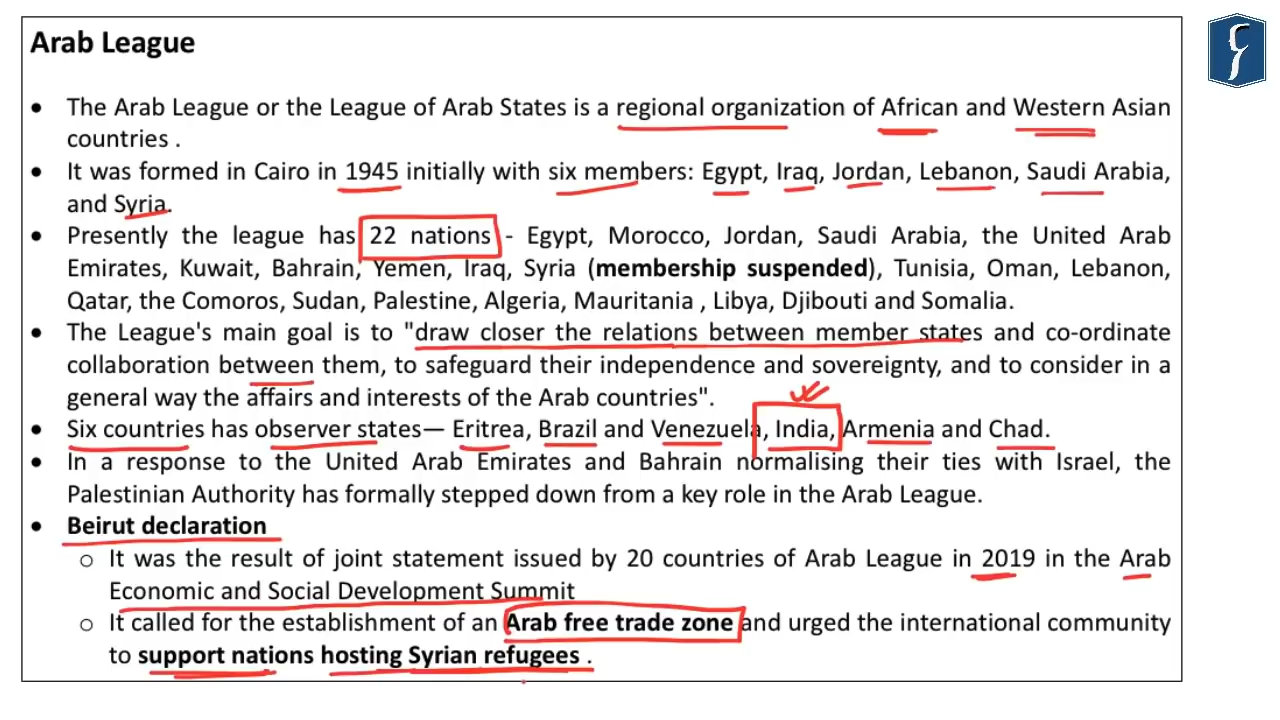 Arab League
• The Arab League or the League of Arab States is a regional organization of African and Western Asian
countries .
• It was formed in Cairo in 1945 initially with six members: Egypt, Iraq, Jordan, Lebanon, Saudi Arabia,
and Syria.
• Presently the league has 22 nations - Egypt, Morocco, Jordan, Saudi Arabia, the United Arab
Emirates, Kuwait, Bahrain, Yemen, Iraq, Syria (membership suspended), Tunisia, Oman, Lebanon,
Qatar, the Comoros, Sudan, Palestine, Algeria, Mauritania , Libya, Djibouti and Somalia.
• The League's main goal is to "draw closer the relations between member states and co-ordinate
collaboration between them, to safeguard their independence and sovereignty, and to consider in a
general way the affairs and interests of the Arab countries".
• Six countries has observer states— Eritrea, Brazil and Venezuela, India, Armenia and Chad.
• In a response to the United Arab Emirates and Bahrain normalising their ties with Israel, the
Palestinian Authority has formally stepped down from a key role in the Arab League.
• Beirut declaration
o It was the result of joint statement issued by 20 countries of Arab League in 2019 in the Arab
Economic and Social Development Summit
o It called for the establishment of an Arab free trade zone and urged the international community
to support nations hosting Syrian refugees .